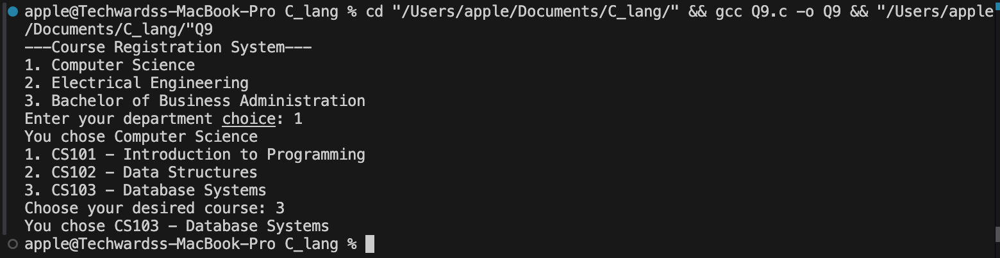 apple@Techwardss-MacBook-Pro C_lang % cd "/Users/apple/Documents/C_lang/" && gcc Q9.c -o Q9 && "/Users/apple
/Documents/C_lang/"Q9
---Course Registration System---
1. Computer Science
2. Electrical Engineering
3. Bachelor of Business Administration
Enter your department choice: 1
You chose Computer Science
1. CS101 - Introduction to Programming
2. CS102 - Data Structures
3. CS103 - Database Systems
Choose your desired course: 3
You chose CS103 - Database Systems
apple@Techwardss-MacBook-Pro C_lang %